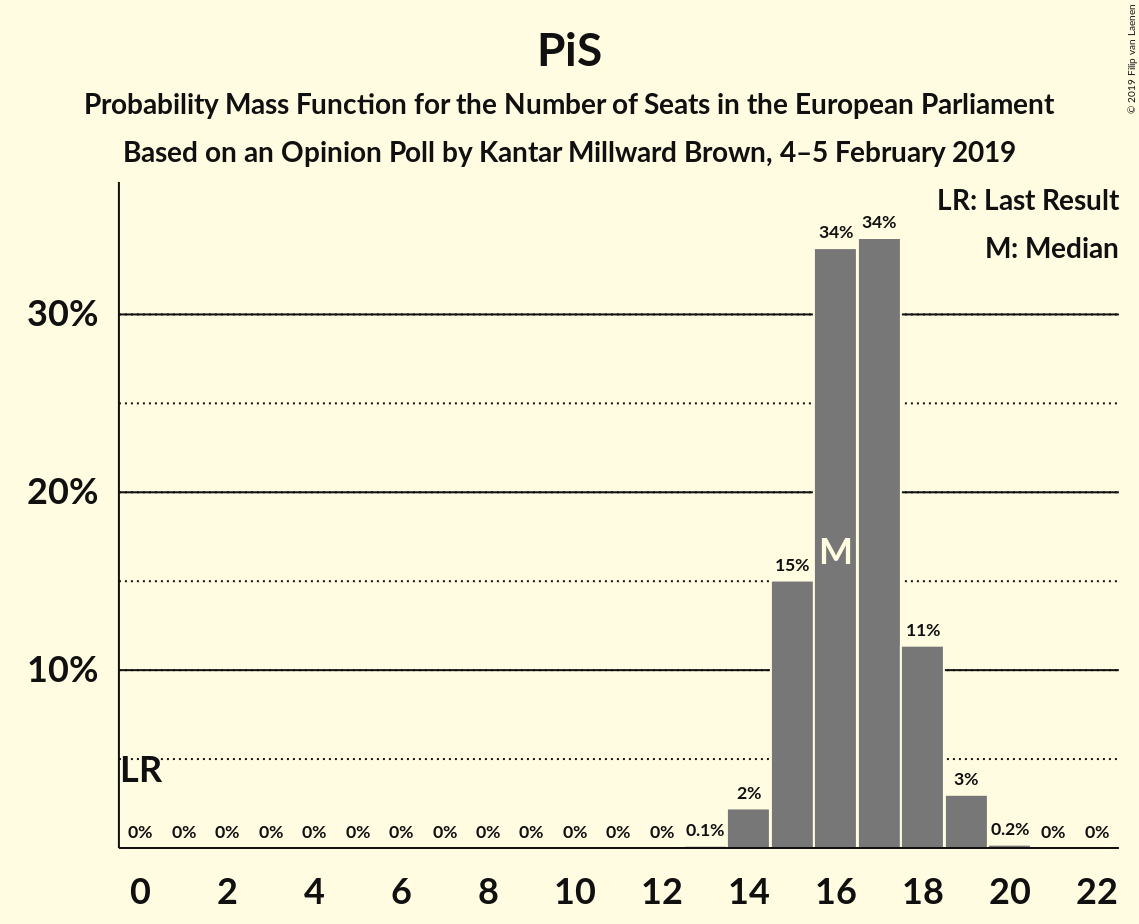 PiS
Probability Mass Function for the Number of Seats in the European Parliament
Based on an Opinion Poll by Kantar Millward Brown, 4–5 February 2019
© 2019 Filip van Laenen
LR: Last Result
M: Median
30%
20%
10%
LR
M
0% 0% 0% 0% 0% 0% 0% 0% 0% 0% 0% 0% 0% 0.1% 2% 15% 34% 34% 11% 3% 0.2% 0% 0%
0 2 4 6 8 10 12 14 16 18 20 22